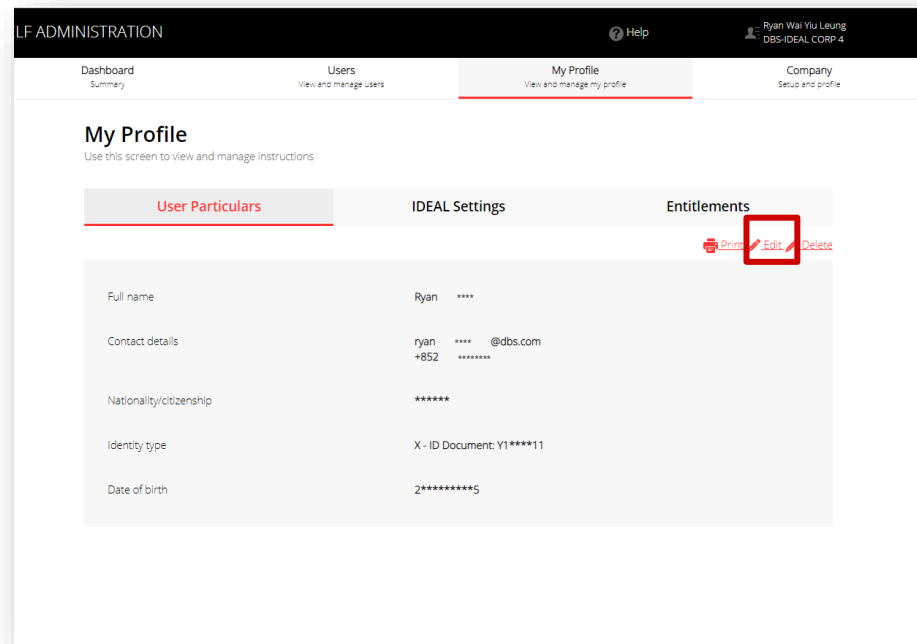 LF ADMINISTRATION
Help
Ryan Wai Yiu Leung
DBS-IDEAL CORP 4
Dashboard
Summary
Users
View and manage users
My Profile
View and manage my profile
Company
Setup and profile
My Profile
Use this screen to view and manage instructions
User Particulars
IDEAL Settings
Entitlements
Print Edit Delete
Full name
Ryan ****
Contact details
ryan **** @dbs.com
+852 ********
Nationality/citizenship
******
Identity type
X - ID Document: Y1****11
Date of birth
2*********5